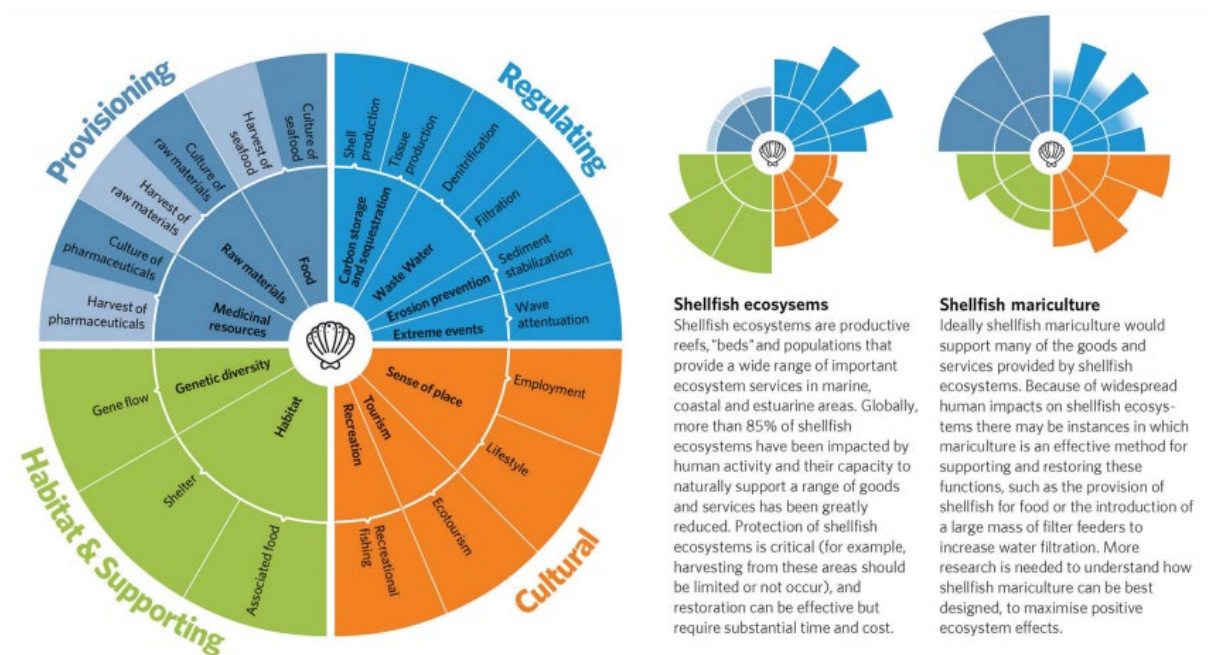 Provisioning
Regulating
Habitat & Supporting
Cultural
Harvest of
pharmaceuticals
Culture of
pharmaceuticals
Harvest of
raw materials
Culture of
raw materials
Harvest of
seafood
Culture of
seafood
Medicinal
resources
Raw materials
Food
Shell
production
Tissue
production
Denitrification
Filtration
Sediment
stabilization
Wave
attentuation
Carbon storage
and sequestration
Waste Water
Erosion prevention
Extreme events
Genetic diversity
Habitat
Gene flow
Shelter
Associated food
Sense of place
Tourism
Recreation
Employment
Lifestyle
Ecotourism
Recreational
fishing
Shellfish ecosysems
Shellfish ecosystems are productive
reefs, "beds" and populations that
provide a wide range of important
ecosystem services in marine,
coastal and estuarine areas. Globally,
more than 85% of shellfish
ecosystems have been impacted by
human activity and their capacity to
naturally support a range of goods
and services has been greatly
reduced. Protection of shellfish
ecosystems is critical (for example,
harvesting from these areas should
be limited or not occur), and
restoration can be effective but
require substantial time and cost.
Shellfish mariculture
Ideally shellfish mariculture would
support many of the goods and
services provided by shellfish
ecosystems. Because of widespread
human impacts on shellfish ecosys-
tems there may be instances in which
mariculture is an effective method for
supporting and restoring these
functions, such as the provision of
shellfish for food or the introduction of
a large mass of filter feeders to
increase water filtration. More
research is needed to understand how
shellfish mariculture can be best
designed, to maximise positive
ecosystem effects.